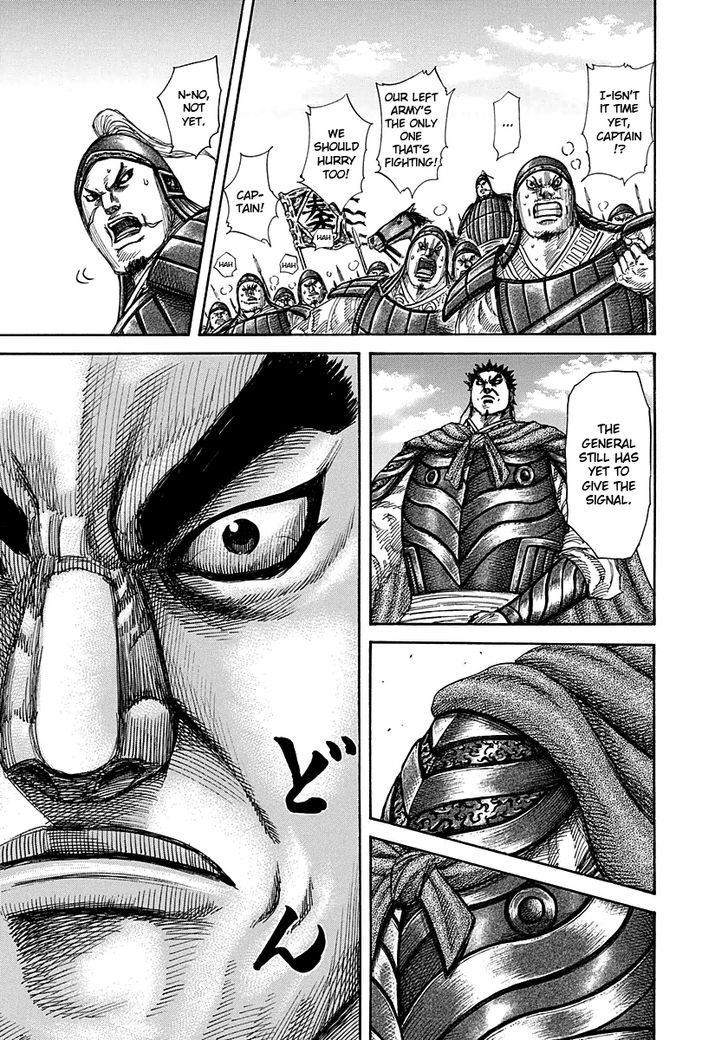 I-ISN'T
IT TIME
YET,
CAPTAIN
!?
...
OUR LEFT
ARMY'S
THE ONLY
ONE
THAT'S
FIGHTING!
WE
SHOULD
HURRY
TOO!
CAP-
TAIN!
HAH
HAH
HAH
N-NO,
NOT
YET.
THE
GENERAL
STILL HAS
YET TO
GIVE THE
SIGNAL.
どん